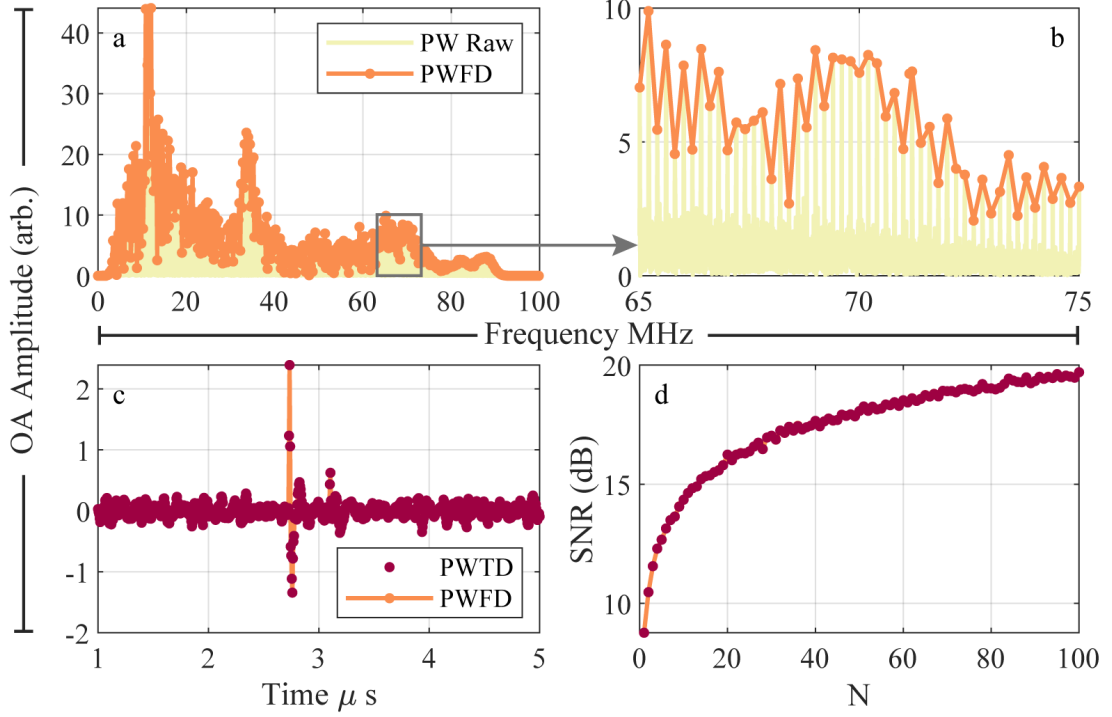 OA Amplitude (arb.)
a
PW Raw
PWFD
40
30
20
10
0
0 20 40 60 80 100
b
10
5
0
65 70 75
Frequency MHz
c
2
1
0
-1
-2
PWTD
PWFD
1 2 3 4 5
Time μ s
d
SNR (dB)
20
15
10
0 20 40 60 80 100
N